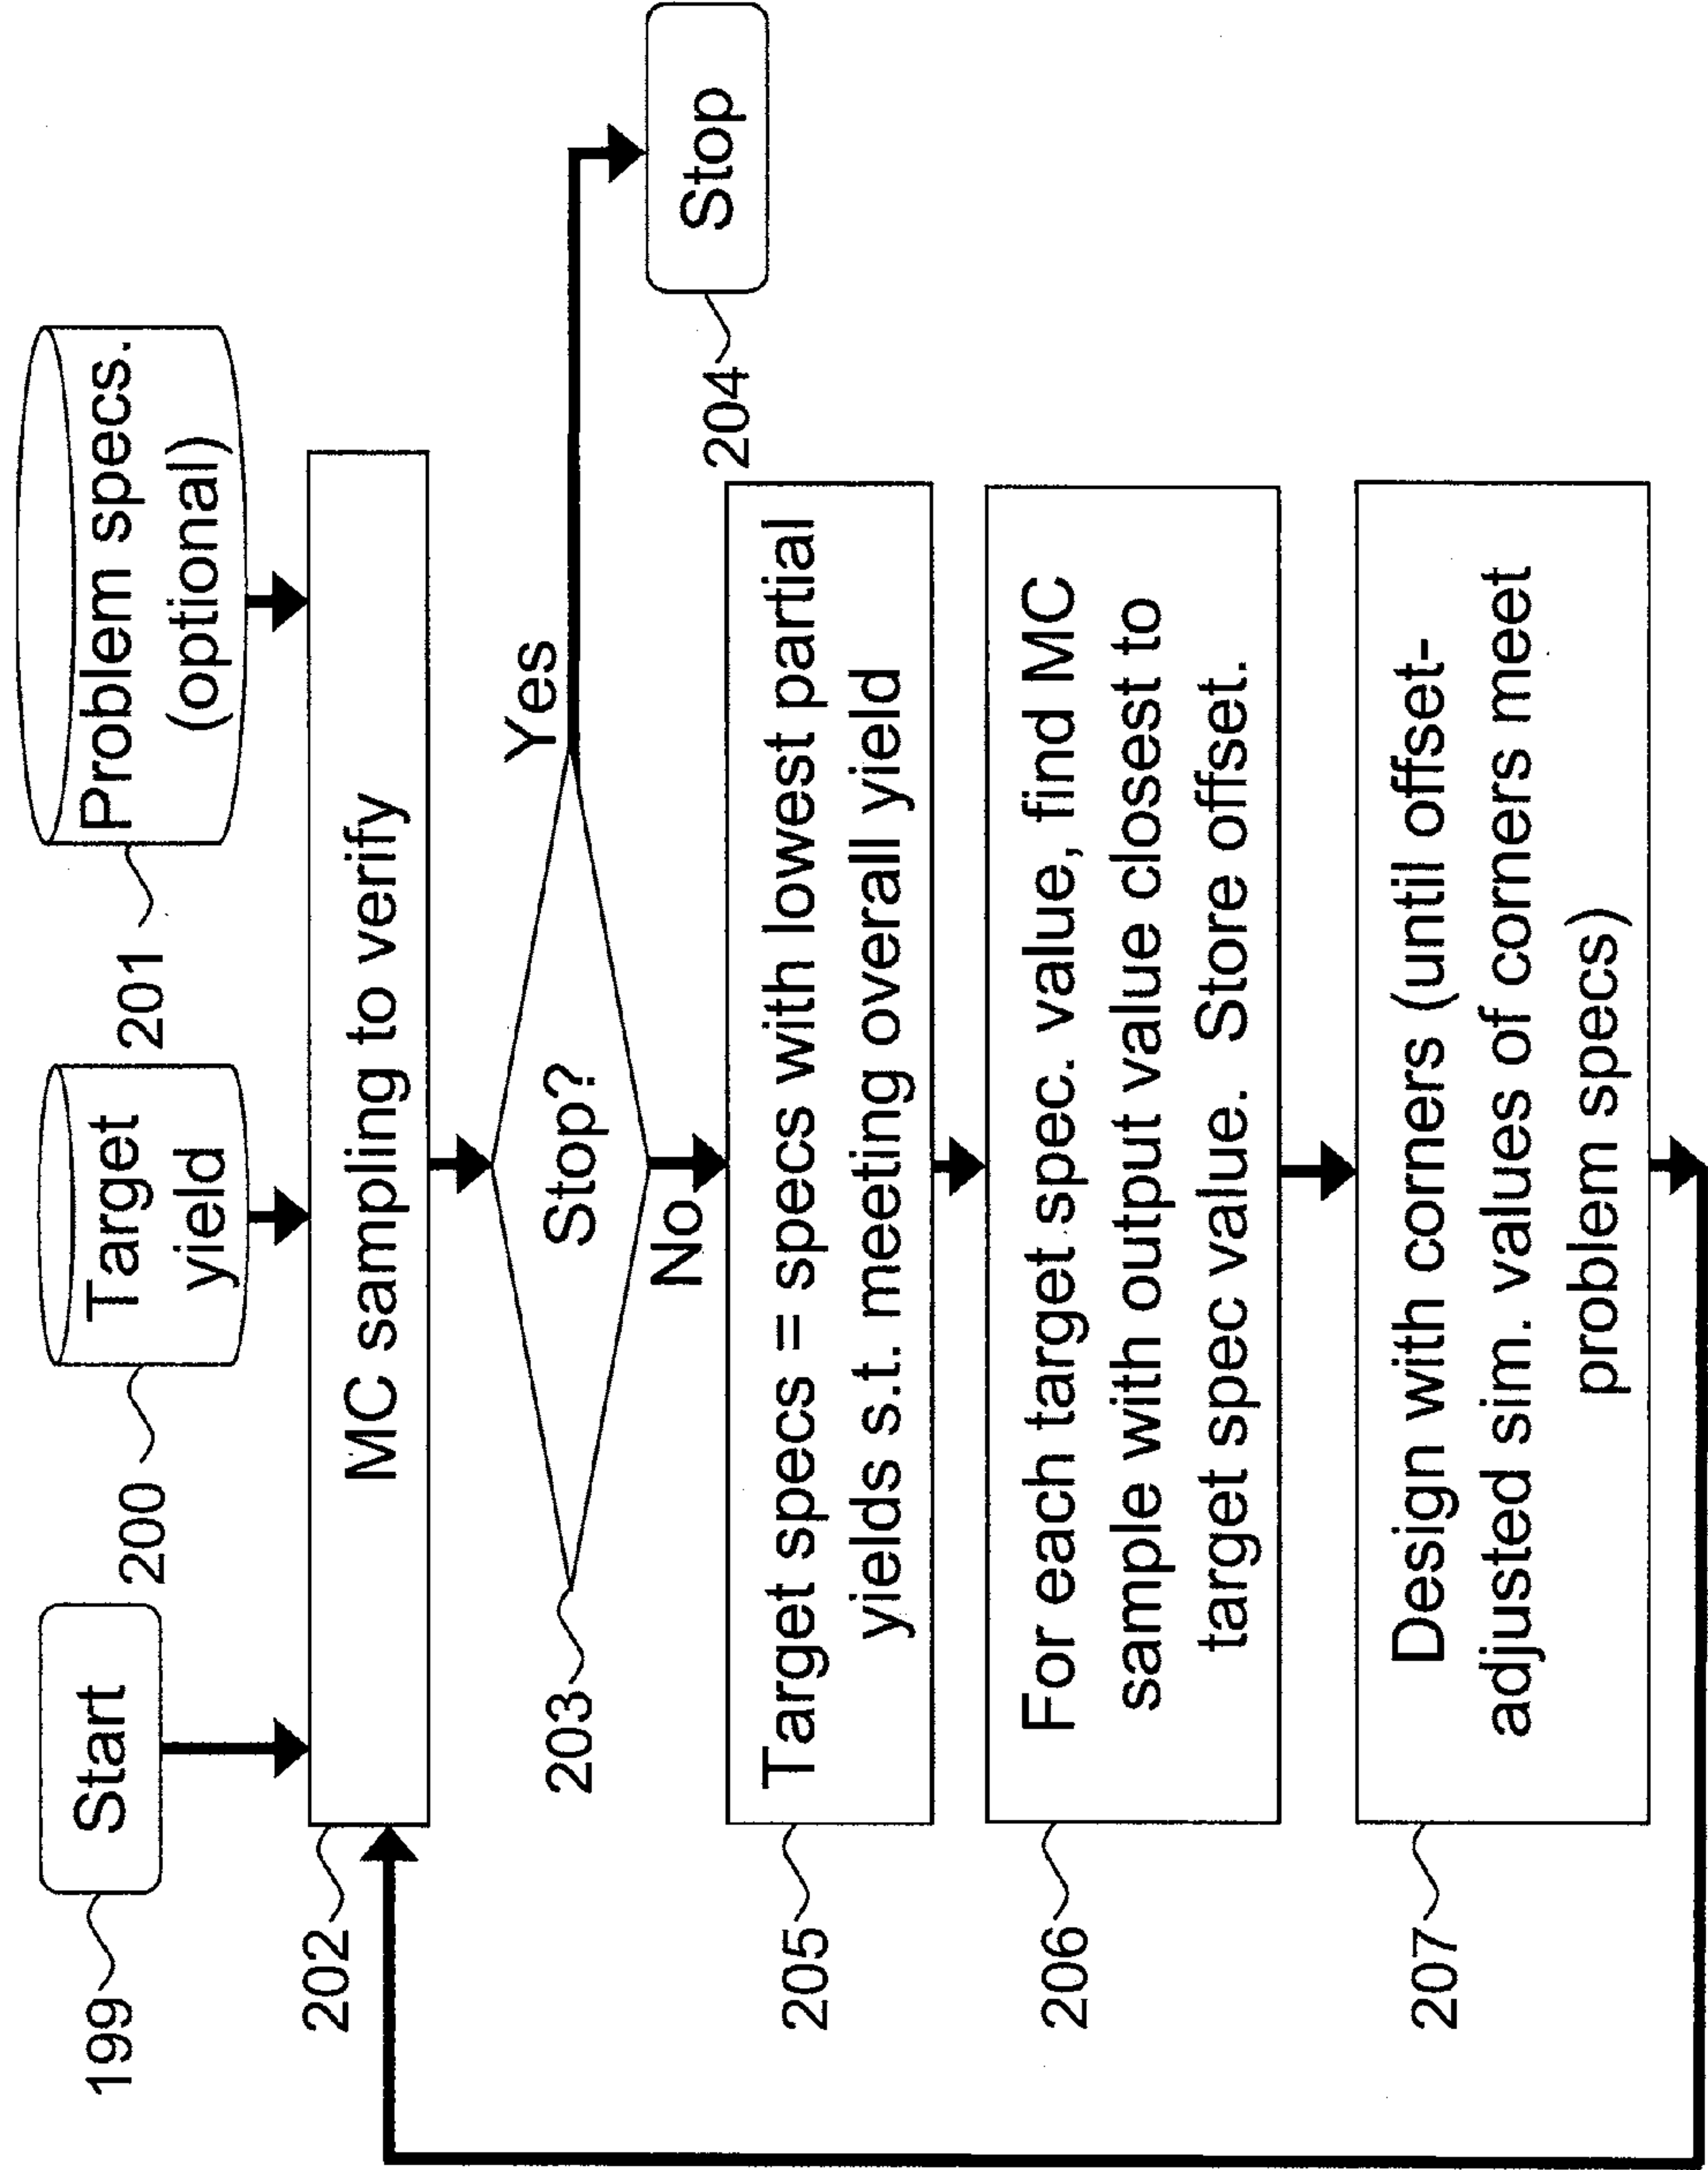 199
Start
200
Target
yield
201
Problem specs.
(optional)
202
MC sampling to verify
203
Stop?
Yes
204
Stop
No
205
Target specs = specs with lowest partial
yields s.t. meeting overall yield
206
For each target spec. value, find MC
sample with output value closest to
target spec value. Store offset.
207
Design with corners (until offset-
adjusted sim. values of corners meet
problem specs)